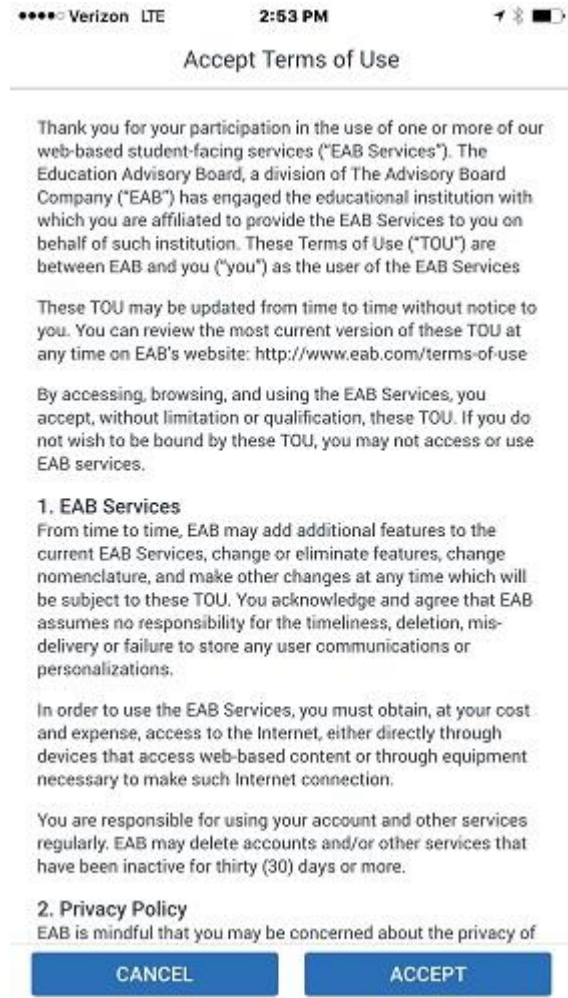 Verizon LTE 2:53 PM
Accept Terms of Use
Thank you for your participation in the use of one or more of our
web-based student-facing services ("EAB Services"). The
Education Advisory Board, a division of The Advisory Board
Company ("EAB") has engaged the educational institution with
which you are affiliated to provide the EAB Services to you on
behalf of such institution. These Terms of Use ("TOU") are
between EAB and you ("you") as the user of the EAB Services
These TOU may be updated from time to time without notice to
you. You can review the most current version of these TOU at
any time on EAB's website: http://www.eab.com/terms-of-use
By accessing, browsing, and using the EAB Services, you
accept, without limitation or qualification, these TOU. If you do
not wish to be bound by these TOU, you may not access or use
EAB services.
1. EAB Services
From time to time, EAB may add additional features to the
current EAB Services, change or eliminate features, change
nomenclature, and make other changes at any time which will
be subject to these TOU. You acknowledge and agree that EAB
assumes no responsibility for the timeliness, deletion, mis-
delivery or failure to store any user communications or
personalizations.
In order to use the EAB Services, you must obtain, at your cost
and expense, access to the Internet, either directly through
devices that access web-based content or through equipment
necessary to make such Internet connection.
You are responsible for using your account and other services
regularly. EAB may delete accounts and/or other services that
have been inactive for thirty (30) days or more.
2. Privacy Policy
EAB is mindful that you may be concerned about the privacy of
CANCEL ACCEPT